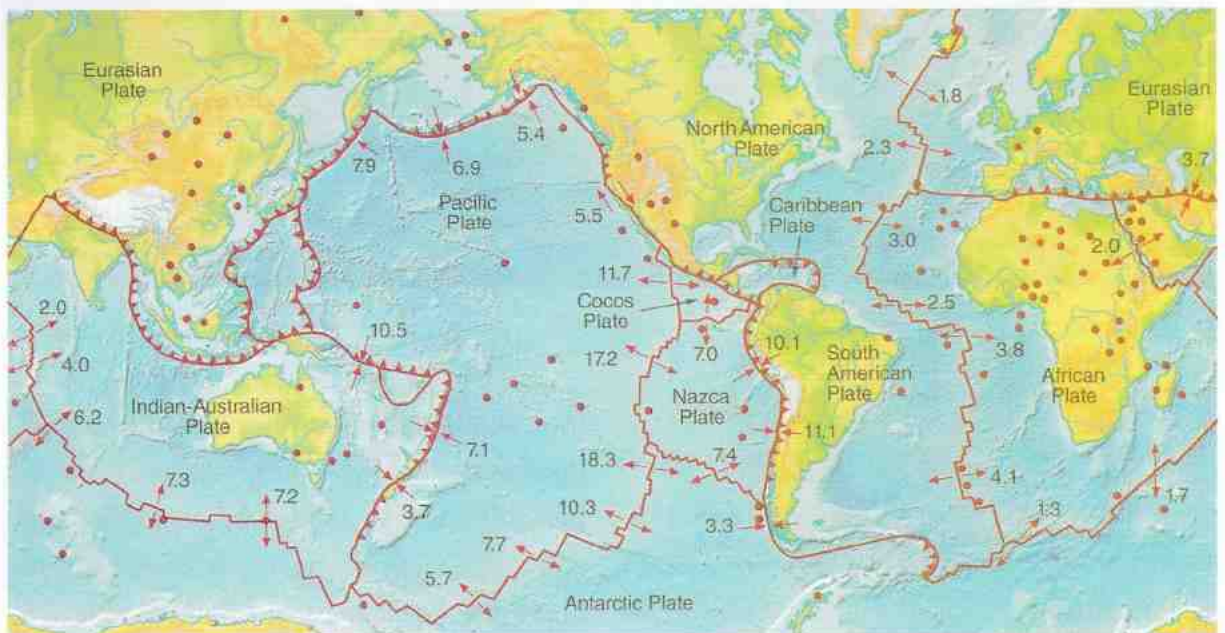 Eurasian
Plate
1.8
Eurasian
Plate
North American
Plate
5.4
7.9
6.9
2.3
3.7
Pacific
Plate
Caribbean
Plate
5.5
3.0
2.0
11.7
Cocos
Plate
2.5
2.0
10.5
7.0
10.1
3.8
4.0
17.2
South
American
Plate
African
Plate
Nazca
Plate
Indian-Australian
Plate
6.2
7.1
11.1
7.4
18.3
7.3
7.2
4.1
1.7
3.7
10.3
3.3
1.3
7.7
5.7
Antarctic Plate